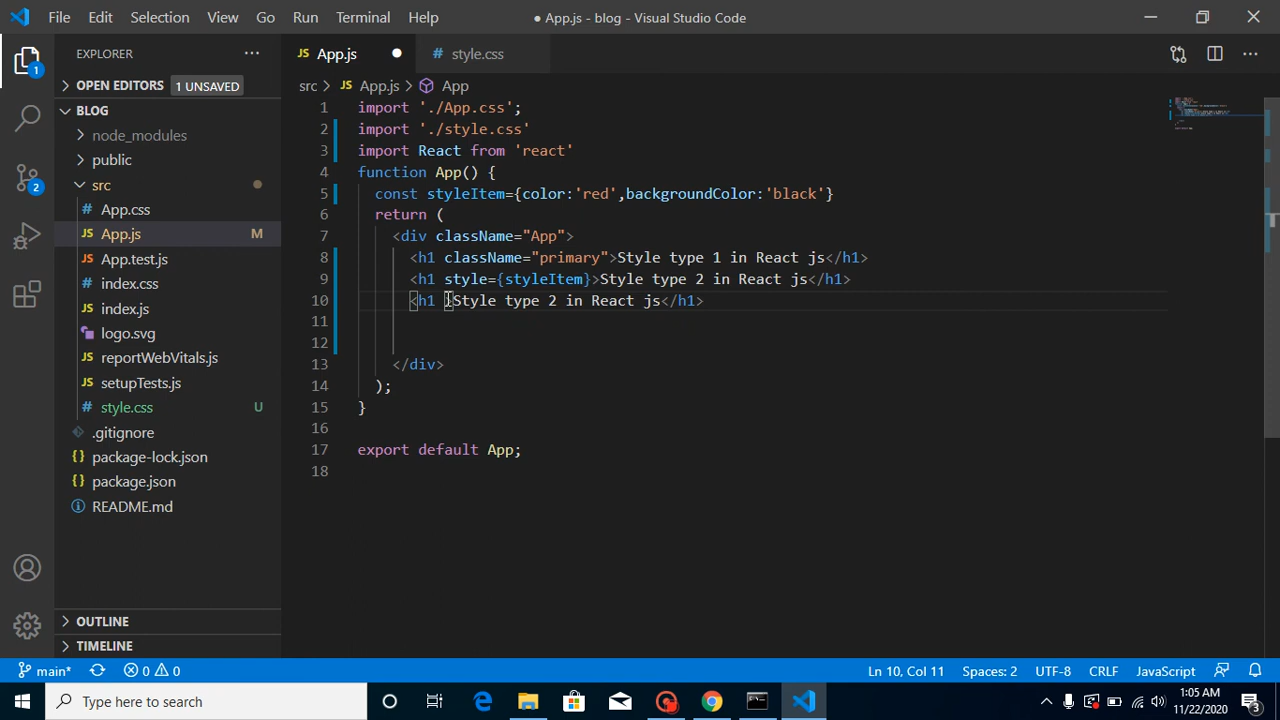 File Edit Selection View Go Run Terminal Help ● App.js - blog - Visual Studio Code
EXPLORER ...
JS App.js ●
# style.css
OPEN EDITORS 1 UNSAVED
src > JS App.js > App
BLOG
node_modules
public
src
App.css
App.js M
App.test.js
index.css
index.js
logo.svg
reportWebVitals.js
setupTests.js
style.css U
.gitignore
package-lock.json
package.json
README.md
OUTLINE
TIMELINE
1
2
1 import './App.css';
2 import './style.css'
3 import React from 'react'
4 function App() {
5 const styleItem={color:'red',backgroundColor:'black'}
6 return (
7 <div className="App">
8 <h1 className="primary">Style type 1 in React js</h1>
9 <h1 style={styleItem}>Style type 2 in React js</h1>
10 <h1 >Style type 2 in React js</h1>
11
12
13 </div>
14 );
15 }
16
17 export default App;
18
main* 0 0 Ln 10, Col 11 Spaces: 2 UTF-8 CRLF JavaScript
Type here to search
1:05 AM
11/22/2020
3